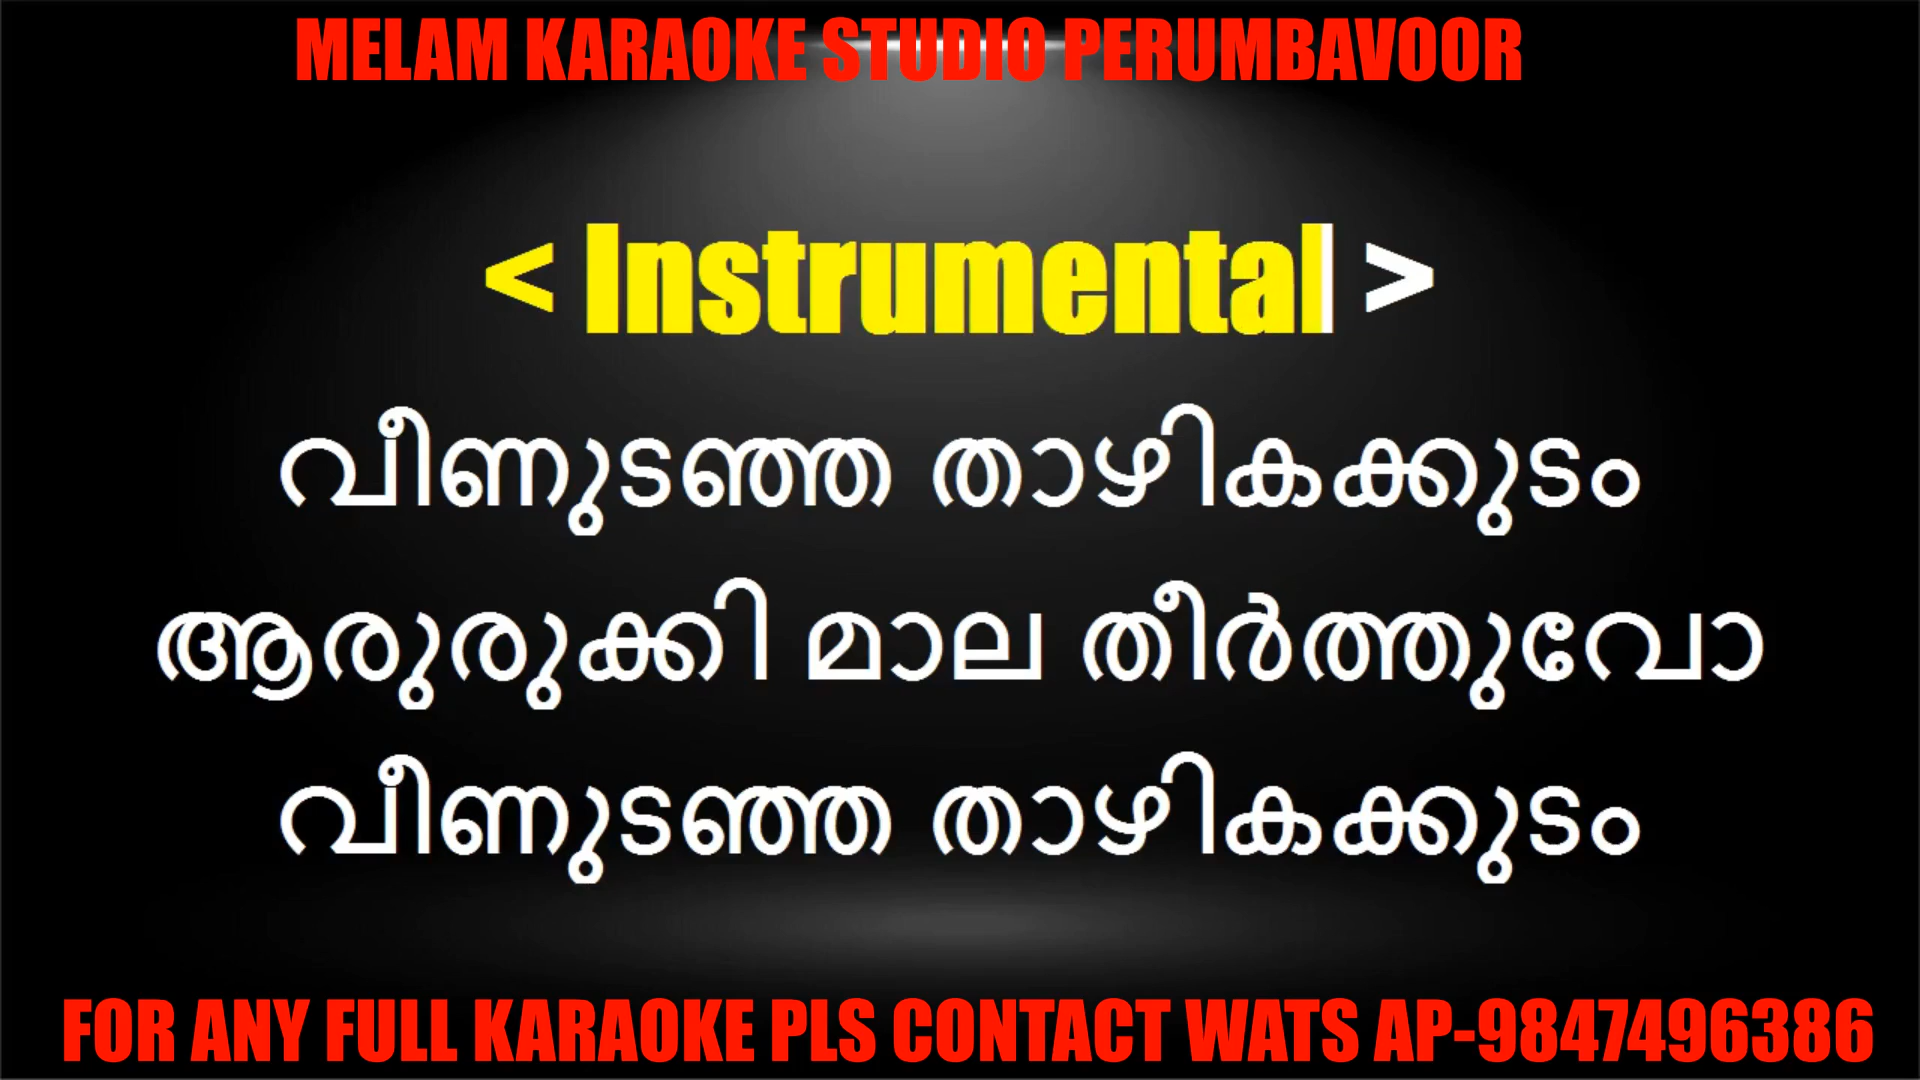 MELAM KARAOKE STUDIO PERUMBAVOOR
< Instrumental >
വീണുടഞ്ഞ താഴികക്കുടം
ആരുരുക്കി മാല തീർത്തുവോ
വീണുടഞ്ഞ താഴികക്കുടം
FOR ANY FULL KARAOKE PLS CONTACT WATS AP-9847496386